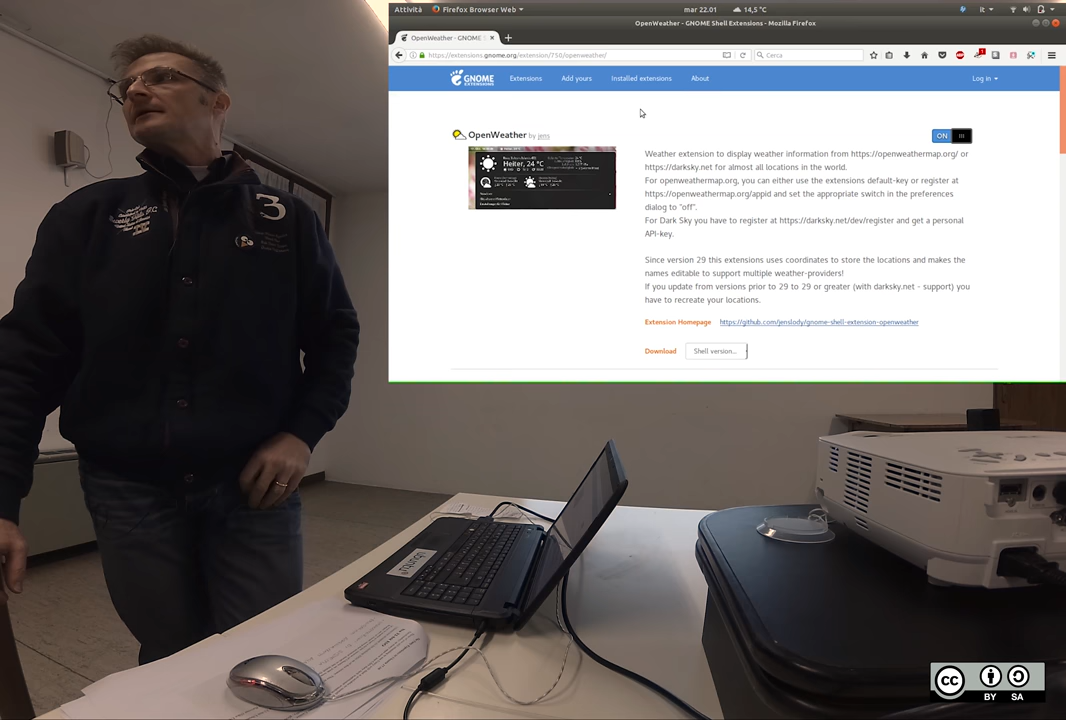 Attività
Firefox Browser Web
mar 22.01
14,5 °C
it
OpenWeather - GNOME Shell Extensions - Mozilla Firefox
OpenWeather - GNOME S
https://extensions.gnome.org/extension/750/openweather/
Cerca
GNOME
EXTENSIONS
Extensions
Add yours
Installed extensions
About
Log in
OpenWeather by jens
ON
Heiter, 24 °C
Weather extension to display weather information from https://openweathermap.org/ or
https://darksky.net for almost all locations in the world.
For openweathermap.org, you can either use the extensions default-key or register at
https://openweathermap.org/appid and set the appropriate switch in the preferences
dialog to "off".
For Dark Sky you have to register at https://darksky.net/dev/register and get a personal
API-key.
Since version 29 this extensions uses coordinates to store the locations and makes the
names editable to support multiple weather-providers!
If you update from versions prior to 29 to 29 or greater (with darksky.net - support) you
have to recreate your locations.
Extension Homepage
https://github.com/jenslody/gnome-shell-extension-openweather
Download
Shell version...
3
ubuntu
CC
BY SA